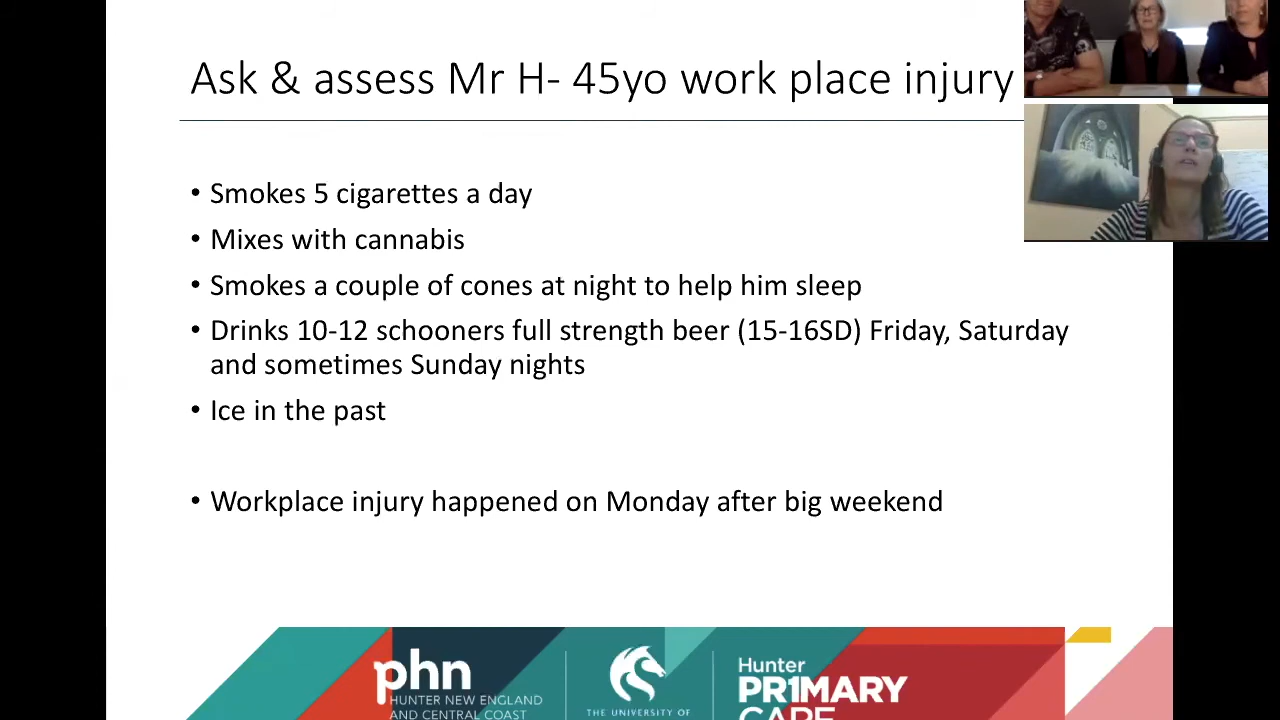 Ask & assess Mr H- 45yo work place injury
• Smokes 5 cigarettes a day
• Mixes with cannabis
• Smokes a couple of cones at night to help him sleep
• Drinks 10-12 schooners full strength beer (15-16SD) Friday, Saturday
and sometimes Sunday nights
• Ice in the past
• Workplace injury happened on Monday after big weekend
phn
HUNTER NEW ENGLAND
AND CENTRAL COAST
THE UNIVERSITY OF
Hunter
PR1MARY
CARE